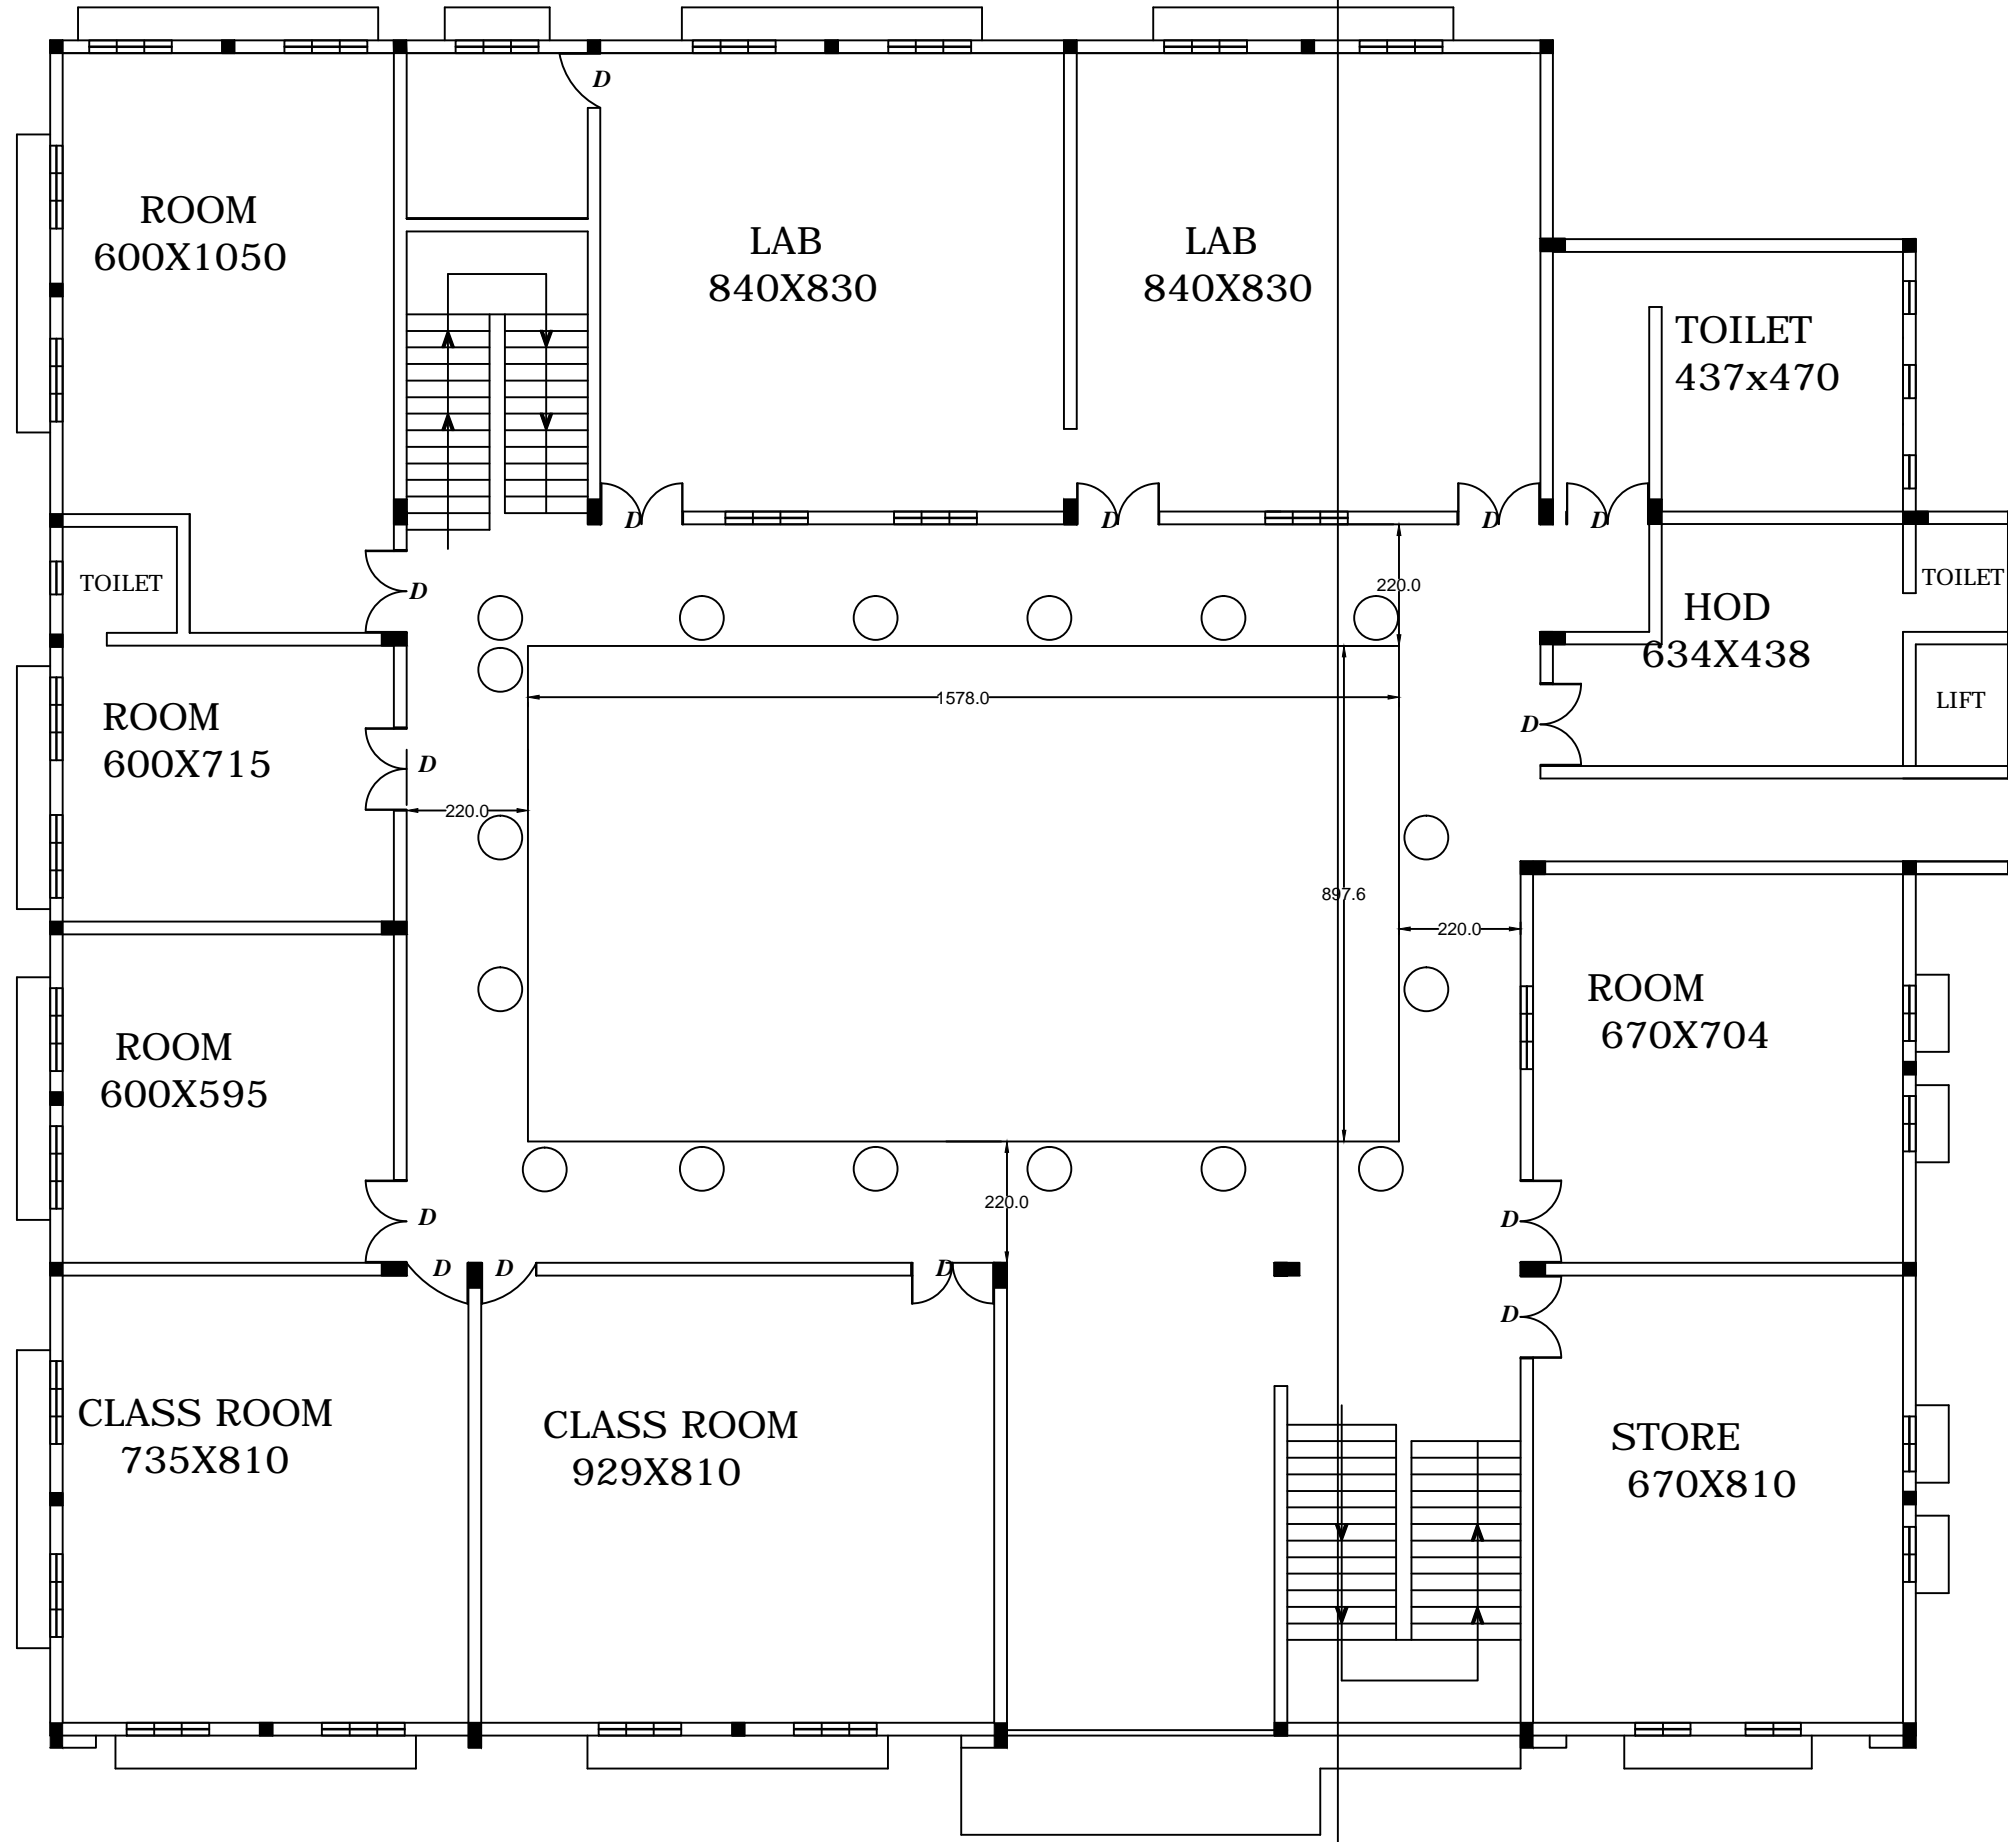 D
ROOM
600X1050
LAB
840X830
LAB
840X830
TOILET
437x470
D
D
D
D
TOILET
D
220.0
HOD
634X438
TOILET
ROOM
600X715
D
1578.0
D
LIFT
220.0
897.6
220.0
ROOM
600X595
ROOM
670X704
D
220.0
D
D
D
D
D
CLASS ROOM
735X810
CLASS ROOM
929X810
STORE
670X810